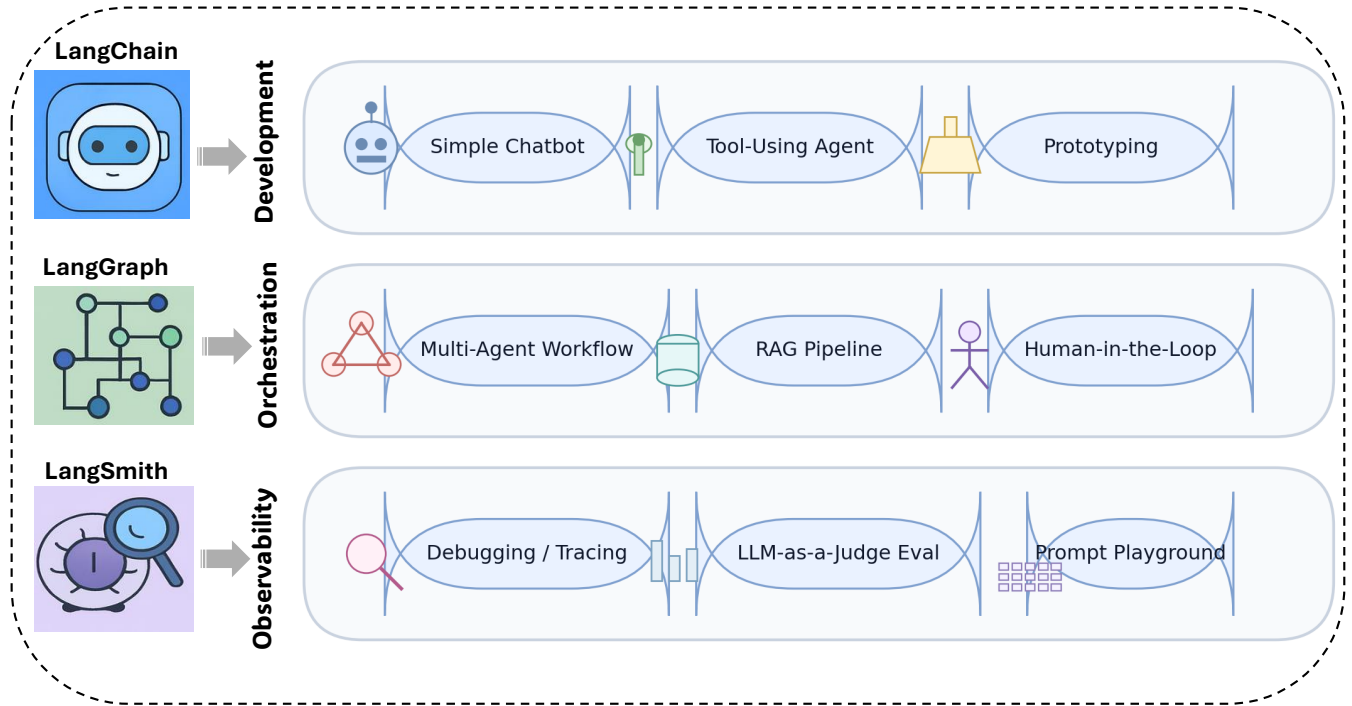 LangChain
Development
Simple Chatbot
Tool-Using Agent
Prototyping
LangGraph
Orchestration
Multi-Agent Workflow
RAG Pipeline
Human-in-the-Loop
LangSmith
Observability
Debugging / Tracing
LLM-as-a-Judge Eval
Prompt Playground